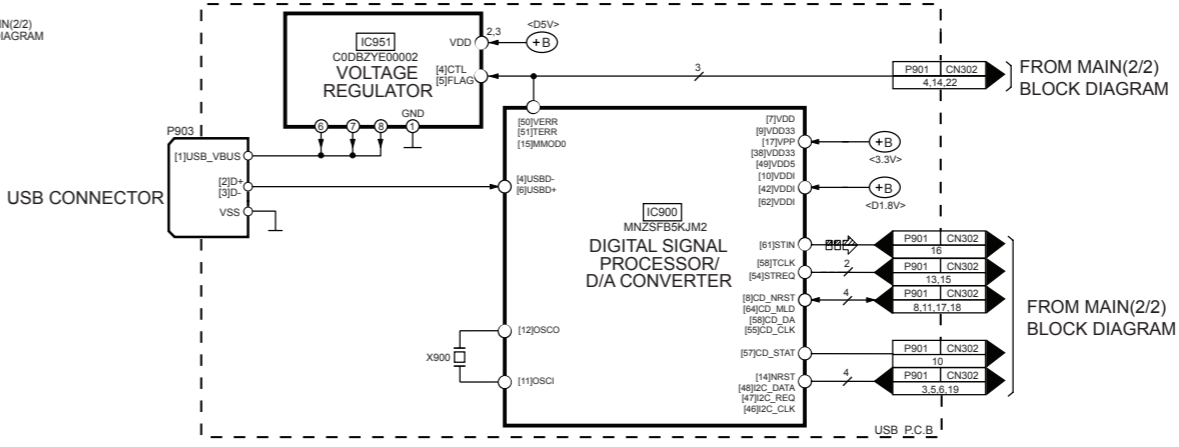 IN(2/2)
IAGRAM
IC951
C0DBZYE00002
VOLTAGE
REGULATOR
VDD
2,3
<D5V>
+B
[4]CTL
[5]FLAG
GND
6
7
8
1
3
P901 CN302
4,14,22
FROM MAIN(2/2)
BLOCK DIAGRAM
P903
[1]USB_VBUS
[2]D+
[3]D-
VSS
USB CONNECTOR
[50]VERR
[51]TERR
[15]MMOD0
[4]USBD-
[6]USBD+
IC900
MNZSFB5KJM2
DIGITAL SIGNAL
PROCESSOR/
D/A CONVERTER
[7]VDD
[9]VDD33
[17]VPP
[38]VDD33
[49]VDD5
[10]VDDI
[42]VDDI
[62]VDDI
+B
<3.3V>
+B
<D1.8V>
[61]STIN
P901 CN302
16
[58]TCLK
[54]STREQ
2
P901 CN302
13,15
[8]CD_NRST
[64]CD_MLD
[58]CD_DA
[55]CD_CLK
4
P901 CN302
8,11,17,18
FROM MAIN(2/2)
BLOCK DIAGRAM
[57]CD_STAT
P901 CN302
10
[14]NRST
[48]I2C_DATA
[47]I2C_REQ
[46]I2C_CLK
4
P901 CN302
3,5,6,19
[12]OSCO
X900
[11]OSCI
USB P.C.B